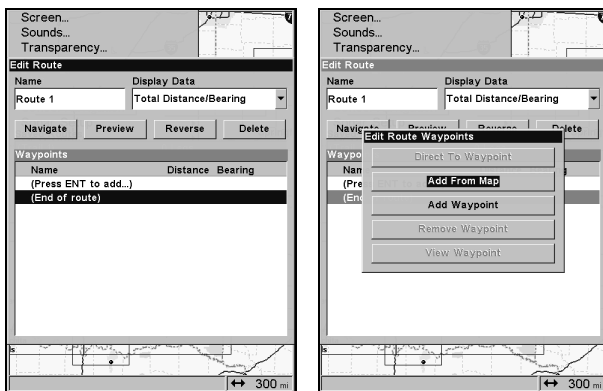 Screen...
Sounds...
Transparency...
Edit Route
Name Display Data
Route 1 Total Distance/Bearing
Navigate Preview Reverse Delete
Waypoints
Name Distance Bearing
(Press ENT to add...)
(End of route)
300 mi
Screen...
Sounds...
Transparency...
Edit Route
Name Display Data
Route 1 Total Distance/Bearing
Edit Route Waypoints
Direct To Waypoint
Add From Map
Add Waypoint
Remove Waypoint
View Waypoint
300 mi